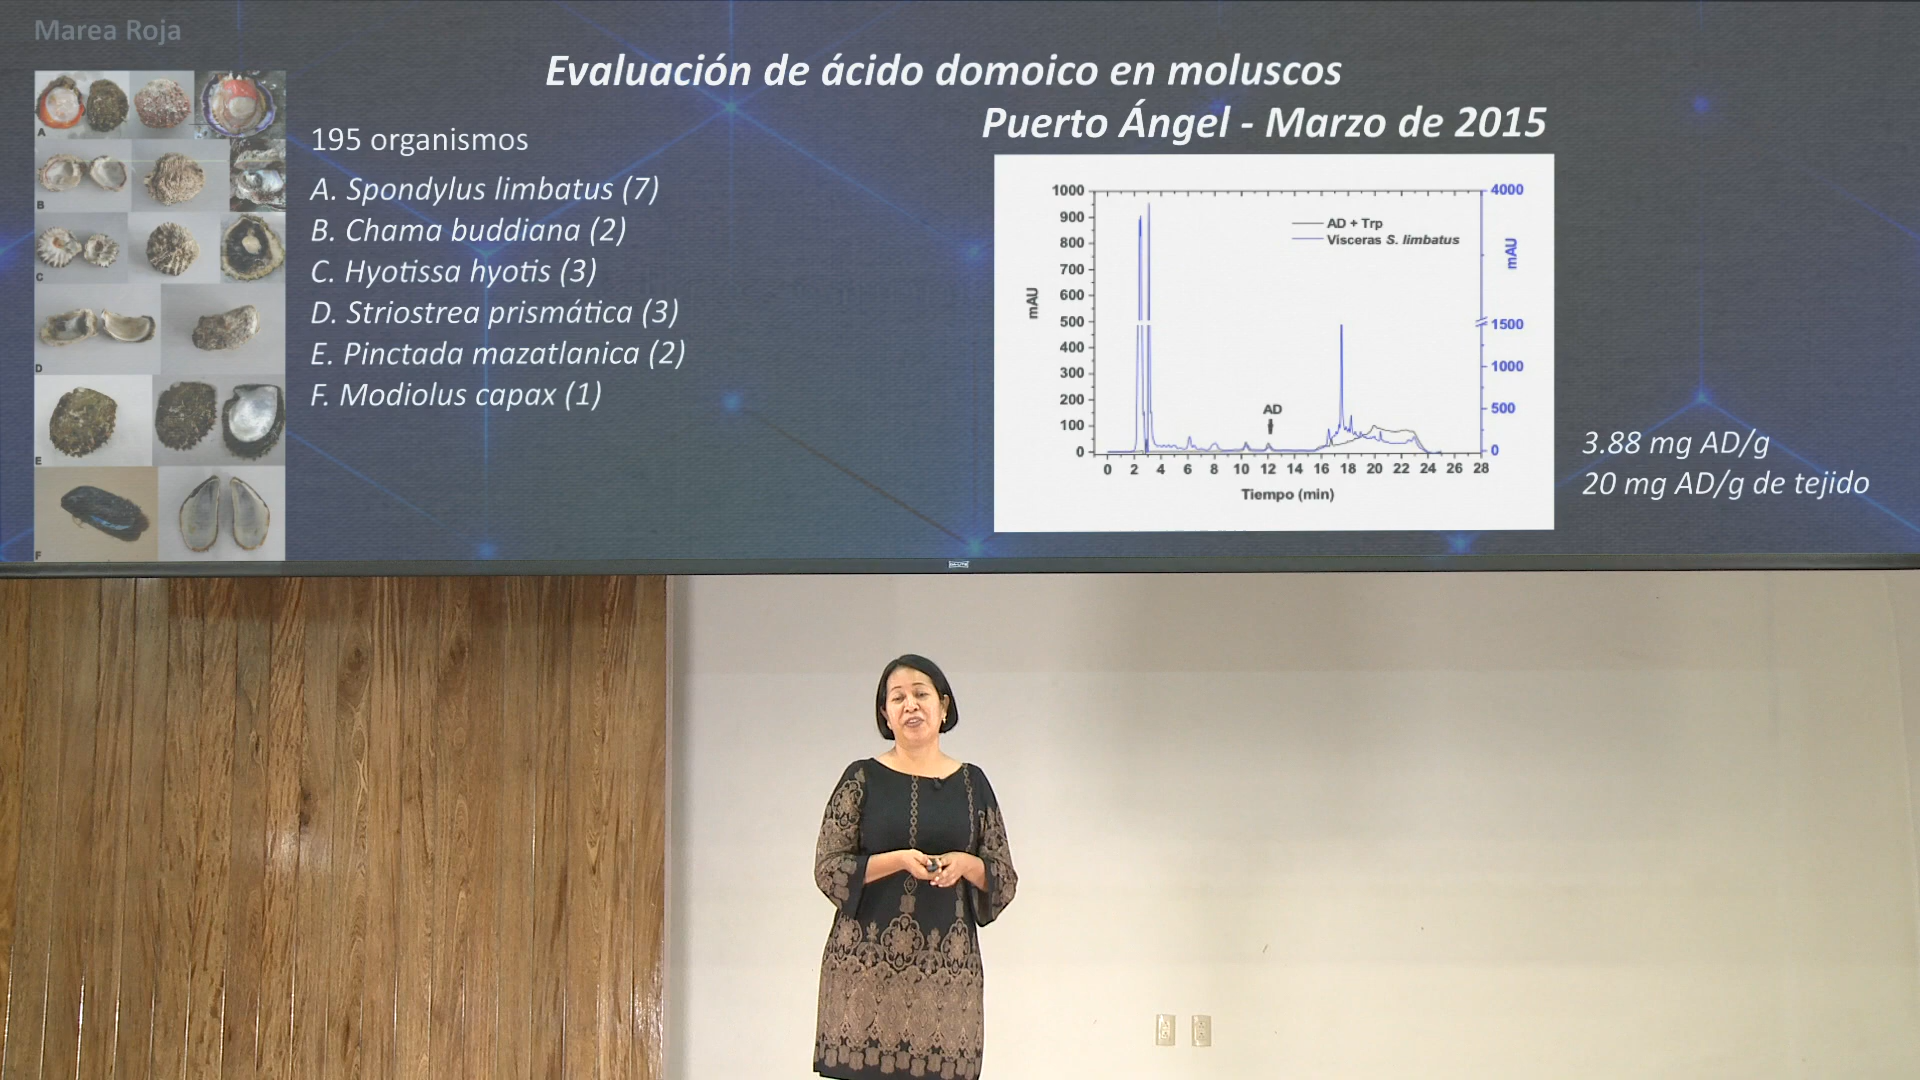 Marea Roja
Evaluación de ácido domoico en moluscos
Puerto Ángel - Marzo de 2015
195 organismos
A. Spondylus limbatus (7)
B. Chama buddiana (2)
C. Hyotissa hyotis (3)
D. Striostrea prismática (3)
E. Pinctada mazatlanica (2)
F. Modiolus capax (1)
A
B
C
D
E
F
1000
900
800
700
600
500
400
300
200
100
0
mAU
AD + Trp
Visceras S. limbatus
AD
4000
1500
1000
500
0
mAU
0 2 4 6 8 10 12 14 16 18 20 22 24 26 28
Tiempo (min)
3.88 mg AD/g
20 mg AD/g de tejido